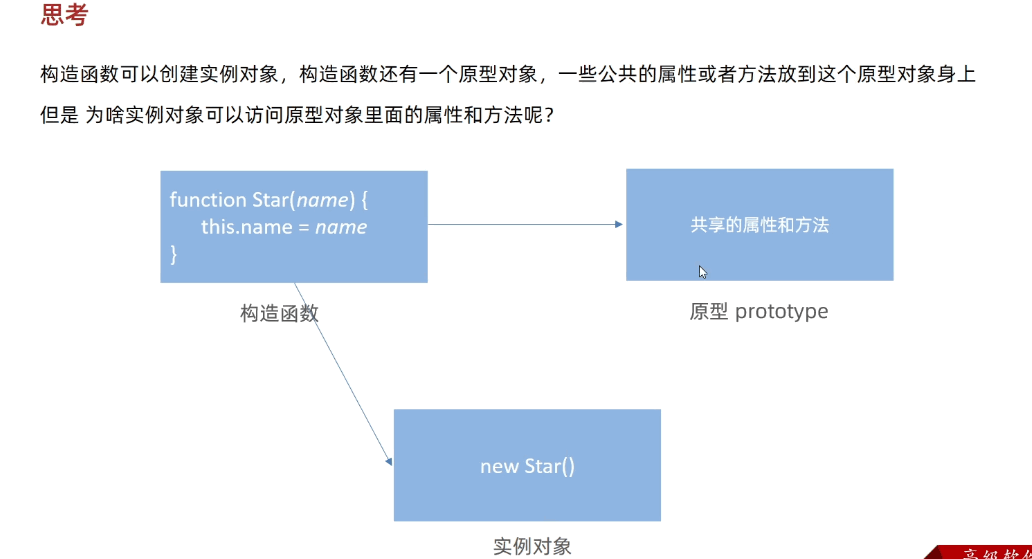 思考
构造函数可以创建实例对象，构造函数还有一个原型对象，一些公共的属性或者方法放到这个原型对象身上
但是 为啥实例对象可以访问原型对象里面的属性和方法呢？
function Star(name) {
this.name = name
}
共享的属性和方法
构造函数
原型 prototype
new Star()
实例对象
高级软件